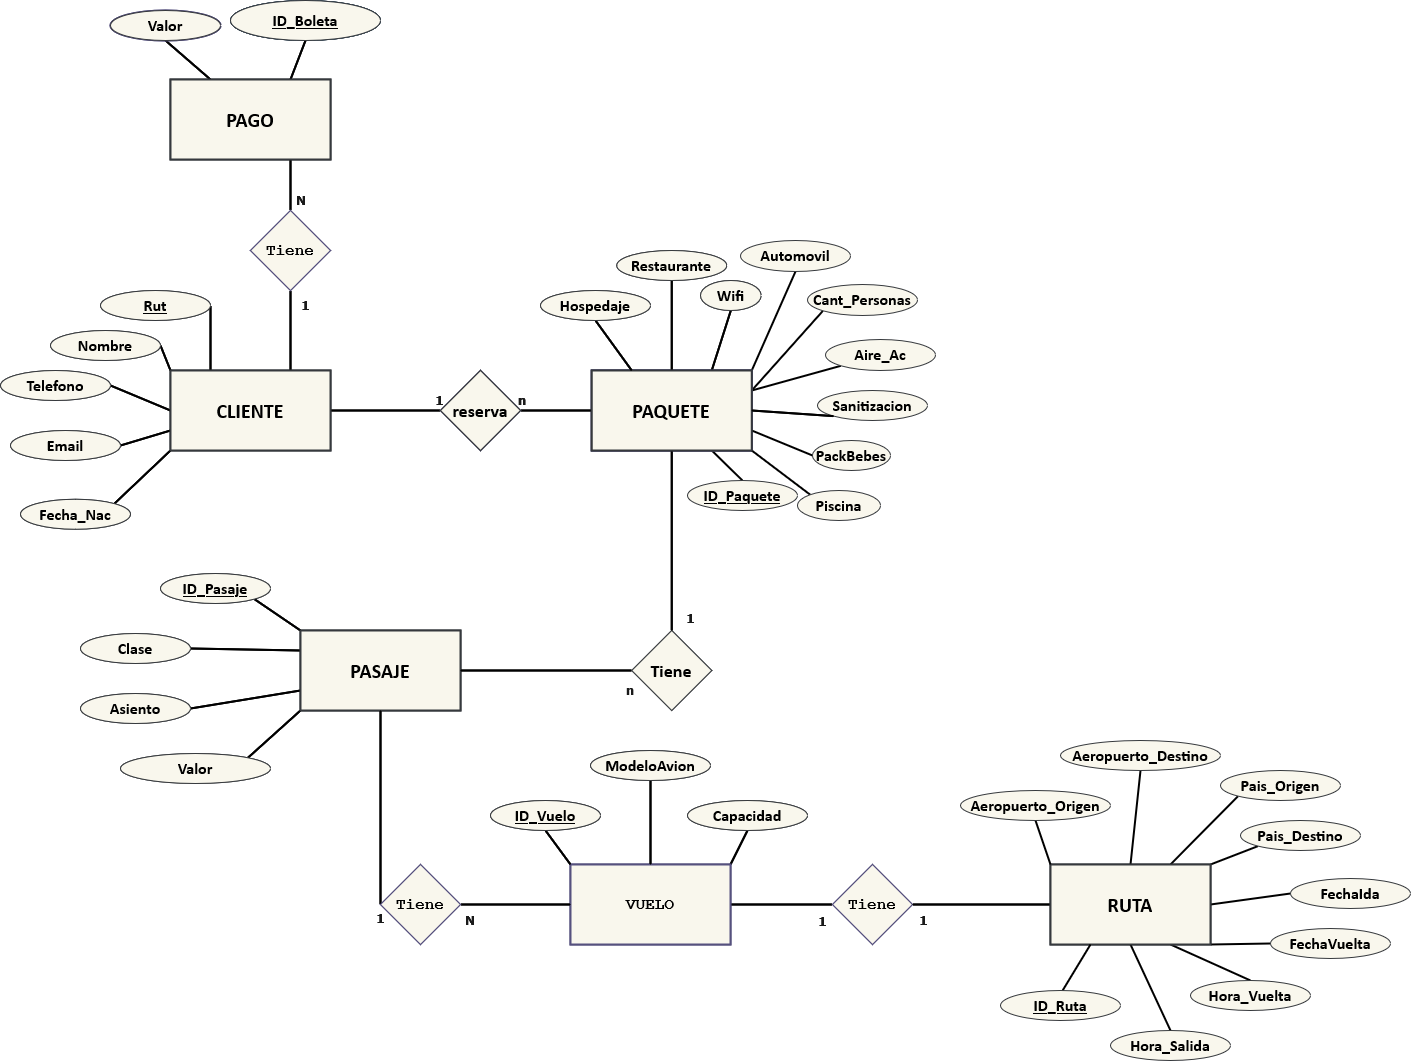 Valor
ID_Boleta
PAGO
N
Tiene
1
Rut
Nombre
Telefono
CLIENTE
Email
Fecha_Nac
1
reserva
n
Hospedaje
Restaurante
Wifi
Automovil
Cant_Personas
Aire_Ac
Sanitizacion
PAQUETE
PackBebes
ID_Paquete
Piscina
1
Tiene
n
ID_Pasaje
Clase
PASAJE
Asiento
Valor
1
Tiene
N
ModeloAvion
ID_Vuelo
Capacidad
VUELO
1
Tiene
1
Aeropuerto_Destino
Aeropuerto_Origen
Pais_Origen
Pais_Destino
RUTA
FechaIda
FechaVuelta
Hora_Vuelta
ID_Ruta
Hora_Salida